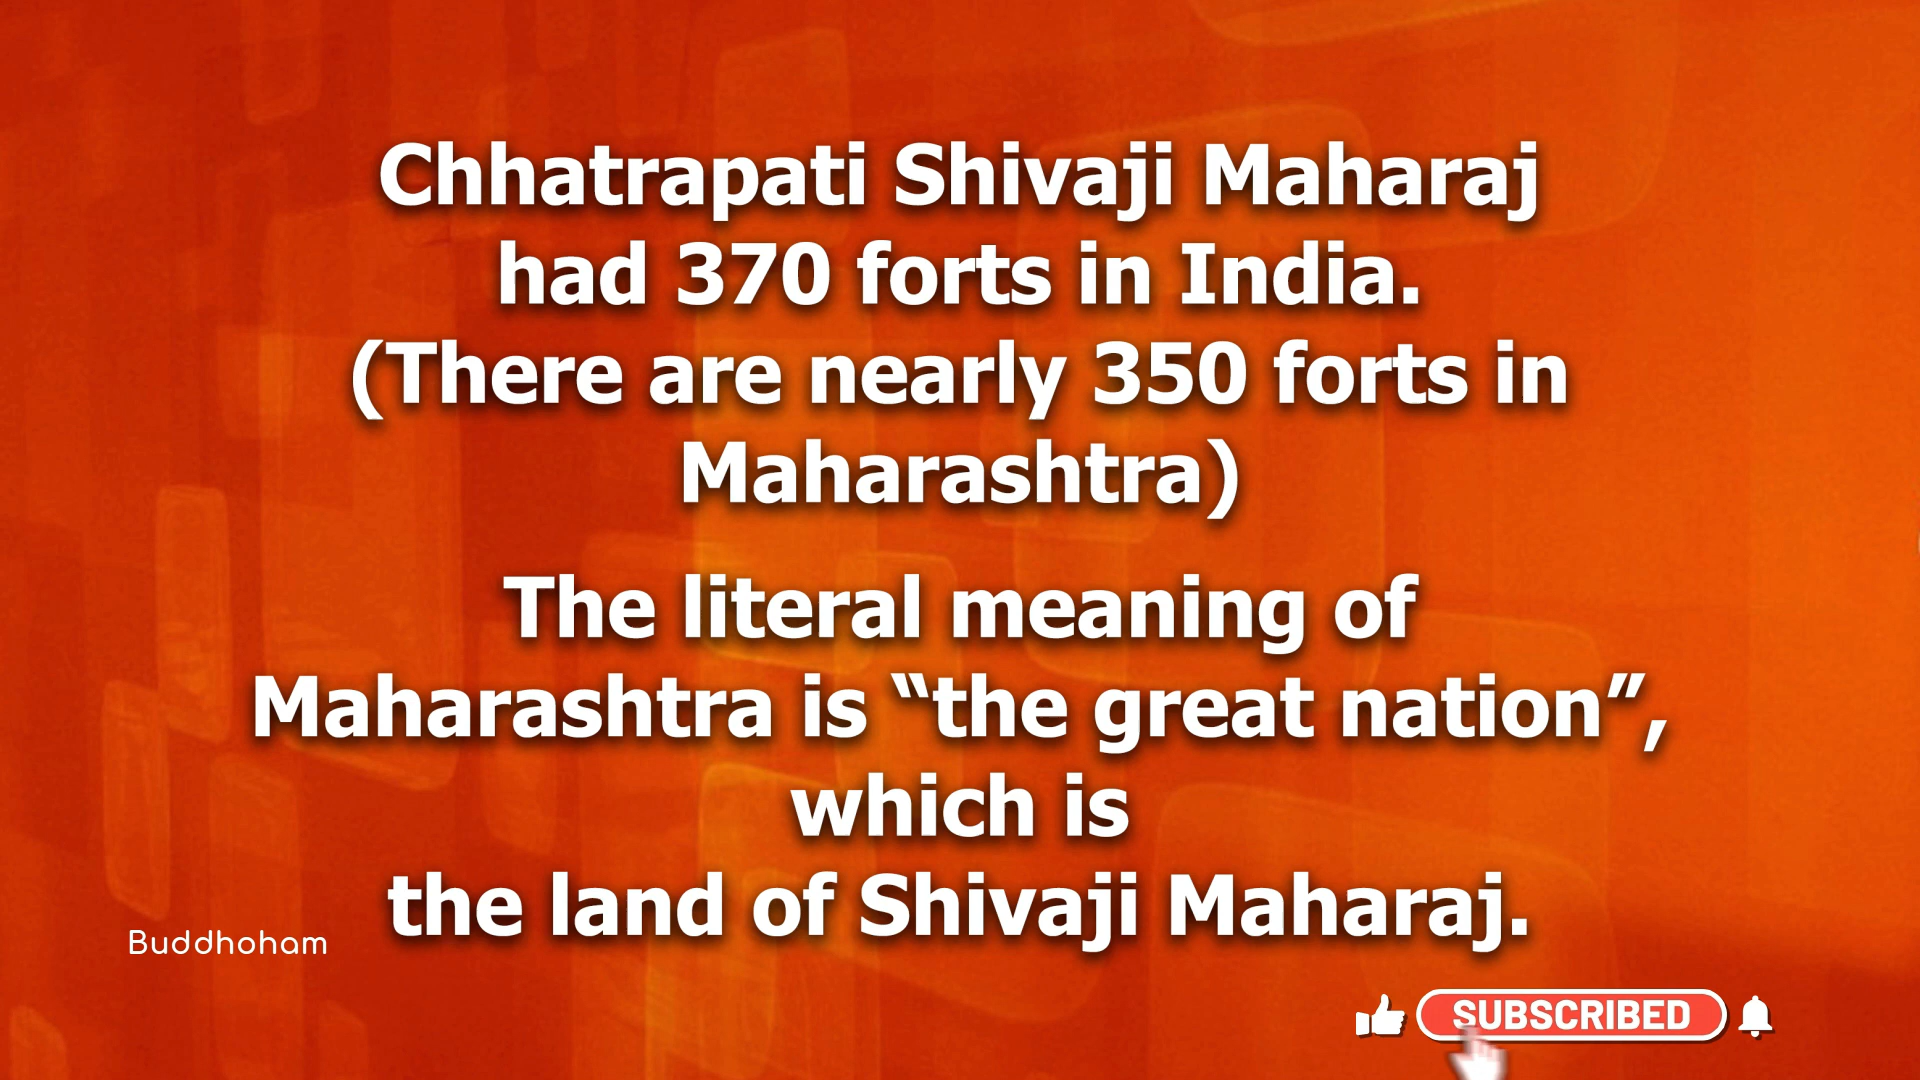 Chhatrapati Shivaji Maharaj
had 370 forts in India.
(There are nearly 350 forts in
Maharashtra)
The literal meaning of
Maharashtra is “the great nation”,
which is
the land of Shivaji Maharaj.
Buddhoham
SUBSCRIBED